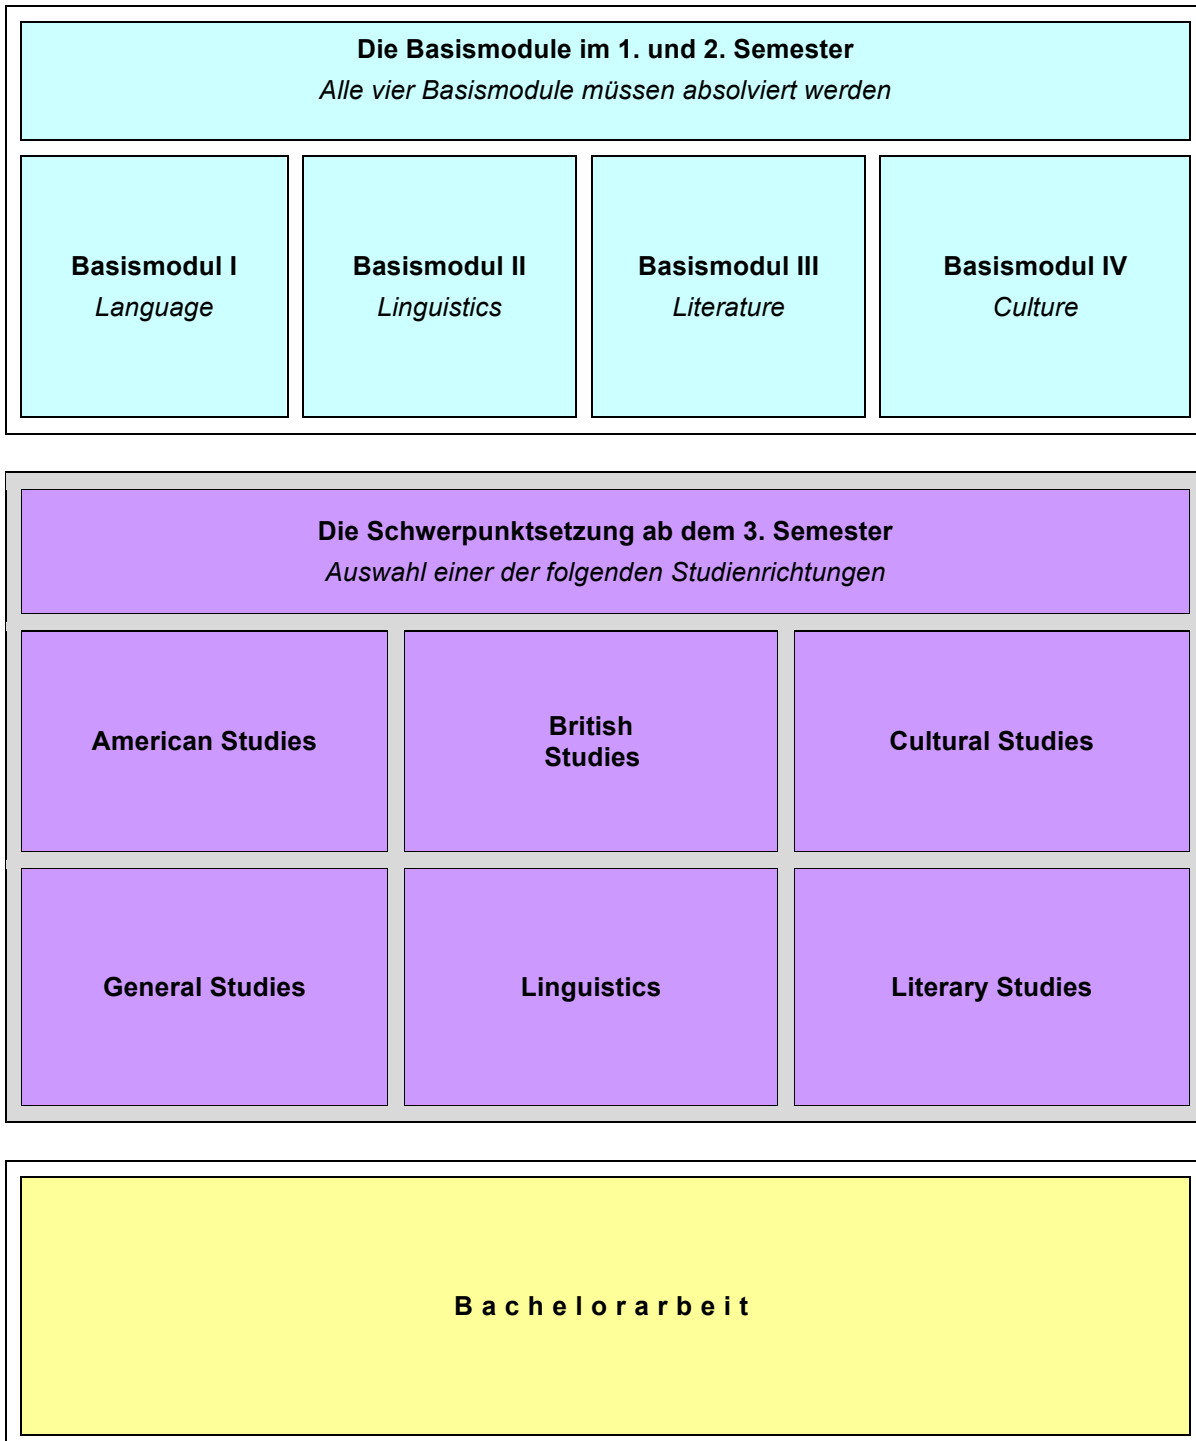 Die Basismodule im 1. und 2. Semester
Alle vier Basismodule müssen absolviert werden
Basismodul I
Language
Basismodul II
Linguistics
Basismodul III
Literature
Basismodul IV
Culture
Die Schwerpunktsetzung ab dem 3. Semester
Auswahl einer der folgenden Studienrichtungen
American Studies
British
Studies
Cultural Studies
General Studies
Linguistics
Literary Studies
B a c h e l o r a r b e i t